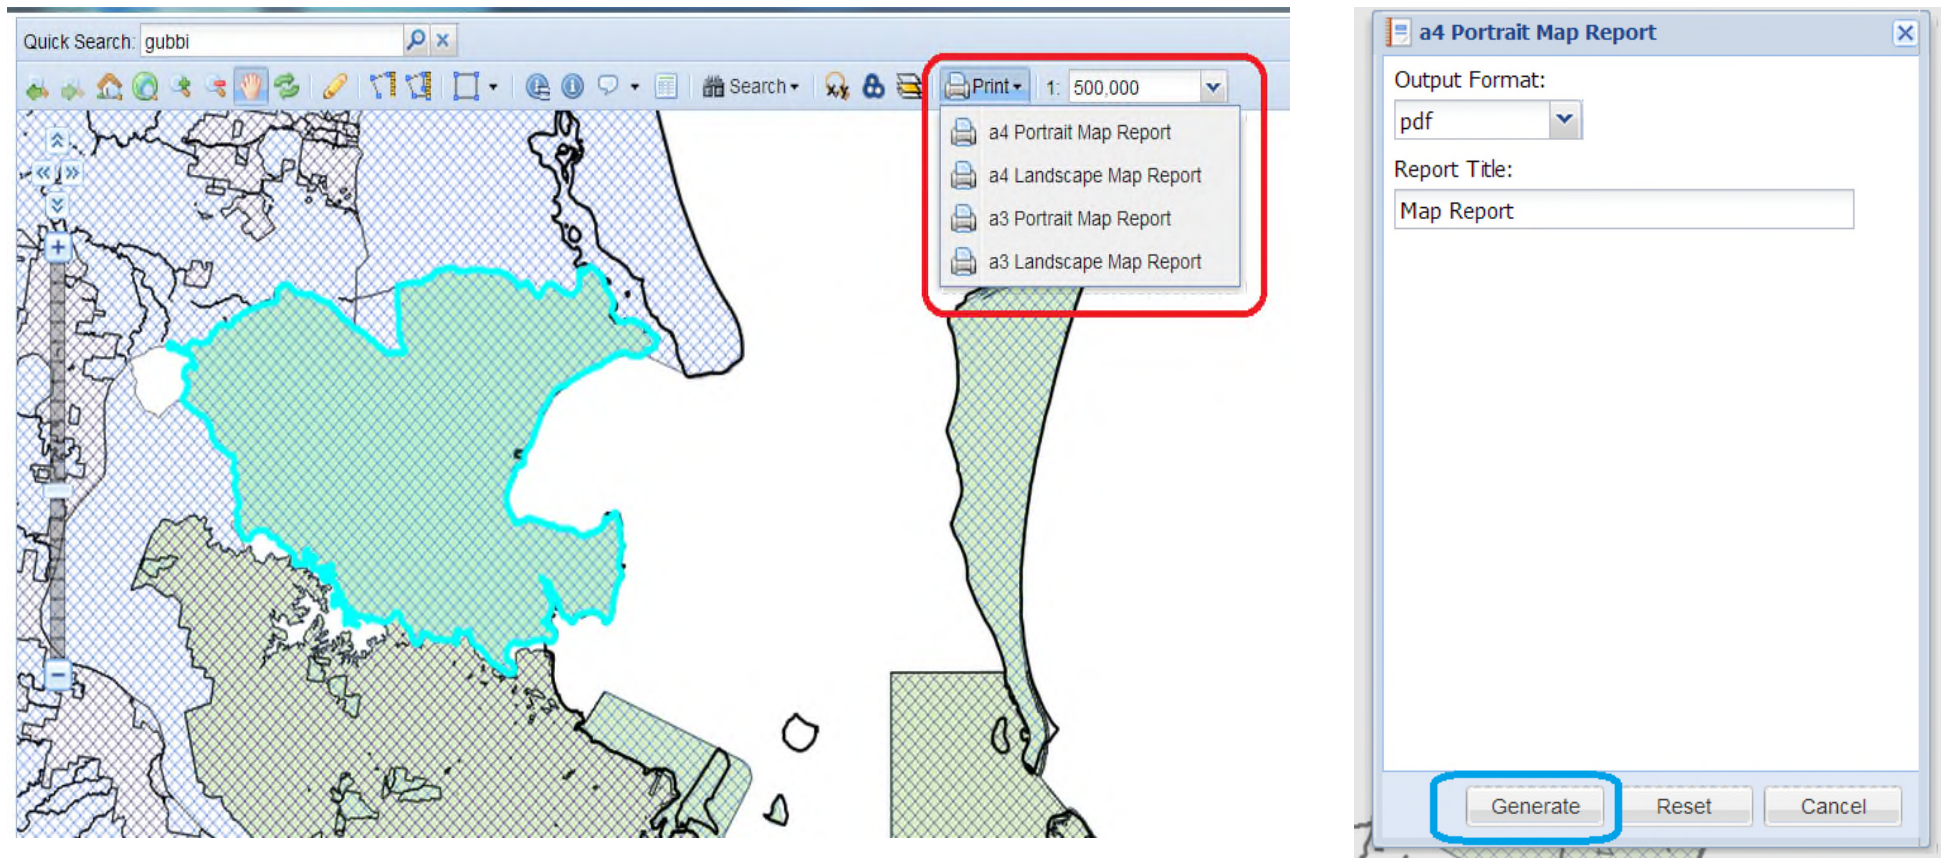 Quick Search: gubbi
Search
Print
1: 500,000
a4 Portrait Map Report
a4 Landscape Map Report
a3 Portrait Map Report
a3 Landscape Map Report
a4 Portrait Map Report
Output Format:
pdf
Report Title:
Map Report
Generate Reset Cancel